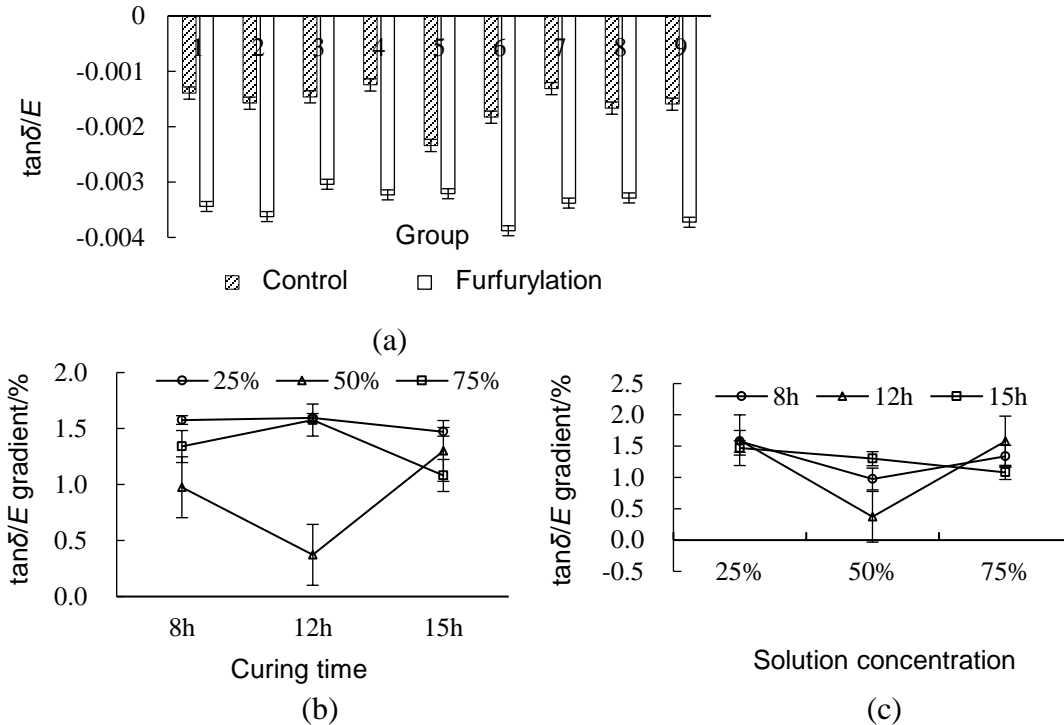 0
-0.001
-0.002
-0.003
-0.004
tanδ/E
1 2 3 4 5 6 7 8 9
Group
Control Furfurylation
(a)
2.0
1.5
1.0
0.5
0.0
tanδ/E gradient/%
25% 50% 75%
8h 12h 15h
Curing time
(b)
2.5
2.0
1.5
1.0
0.5
0.0
-0.5
tanδ/E gradient/%
8h 12h 15h
25% 50% 75%
Solution concentration
(c)